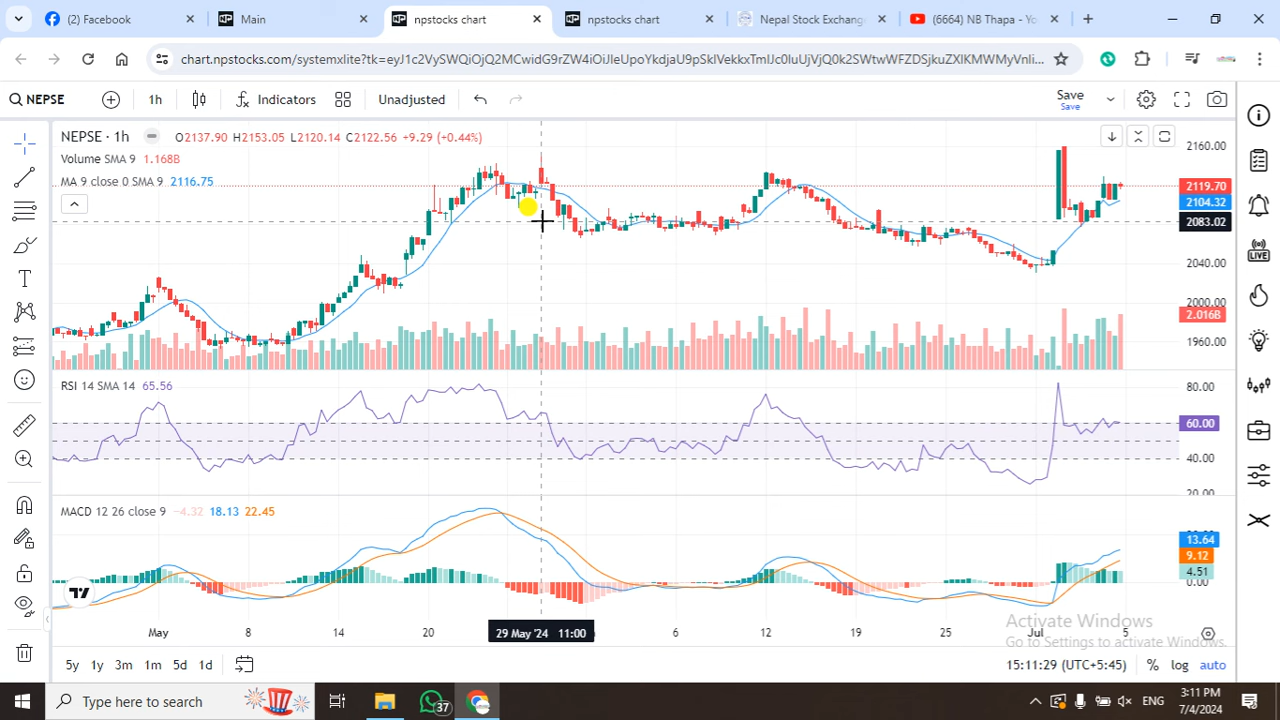 (2) Facebook
Main
npstocks chart
npstocks chart
Nepal Stock Exchang
(6664) NB Thapa - Yo
chart.npstocks.com/systemxlite?tk=
NEPSE
1h
Indicators
Unadjusted
Save
Save
NEPSE · 1h
O2137.90 H2153.05 L2120.14 C2122.56 +9.29 (+0.44%)
Volume SMA 9 1.168B
MA 9 close 0 SMA 9 2116.75
2160.00
2119.70
2104.32
2083.02
2040.00
2000.00
2.016B
1960.00
RSI 14 SMA 14 65.56
80.00
60.00
40.00
20.00
MACD 12 26 close 9 −4.32 18.13 22.45
13.64
9.12
4.51
0.00
May
8
14
20
29 May '24 11:00
6
12
19
25
Jul
5
Activate Windows
Go to Settings to activate Windows.
5y
1y
3m
1m
5d
1d
15:11:29 (UTC+5:45)
%
log
auto
LIVE
Type here to search
37
ENG
3:11 PM
7/4/2024